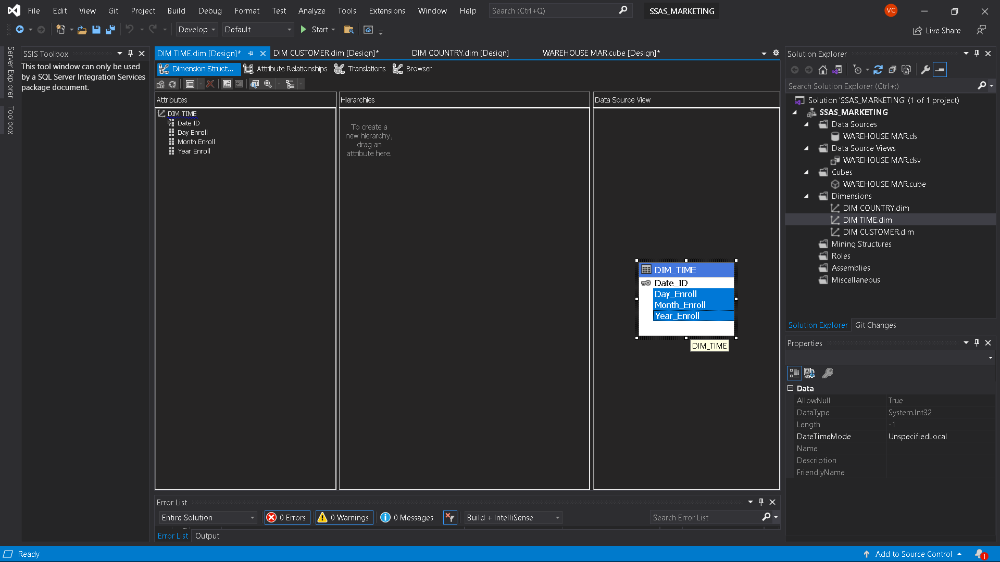 File Edit View Git Project Build Debug Format Test Analyze Tools Extensions Window Help Search (Ctrl+Q) SSAS_MARKETING VC
Develop Default Start Live Share
Server Explorer
Toolbox
SSIS Toolbox
This tool window can only be used
by a SQL Server Integration Services
package document.
DIM TIME.dim [Design]* DIM CUSTOMER.dim [Design]* DIM COUNTRY.dim [Design] WAREHOUSE MAR.cube [Design]*
Dimension Struct... Attribute Relationships Translations Browser
Attributes
DIM TIME
Date ID
Day Enroll
Month Enroll
Year Enroll
Hierarchies
To create a
new hierarchy,
drag an
attribute here.
Data Source View
DIM_TIME
Date_ID
Day_Enroll
Month_Enroll
Year_Enroll
DIM_TIME
Solution Explorer
Search Solution Explorer (Ctrl+;)
Solution 'SSAS_MARKETING' (1 of 1 project)
SSAS_MARKETING
Data Sources
WAREHOUSE MAR.ds
Data Source Views
WAREHOUSE MAR.dsv
Cubes
WAREHOUSE MAR.cube
Dimensions
DIM COUNTRY.dim
DIM TIME.dim
DIM CUSTOMER.dim
Mining Structures
Roles
Assemblies
Miscellaneous
Solution Explorer Git Changes
Properties
Data
AllowNull True
DataType System.Int32
Length -1
DateTimeMode UnspecifiedLocal
Name
Description
FriendlyName
Error List
Entire Solution 0 Errors 0 Warnings 0 Messages Build + IntelliSense Search Error List
Error List Output
Ready Add to Source Control 1